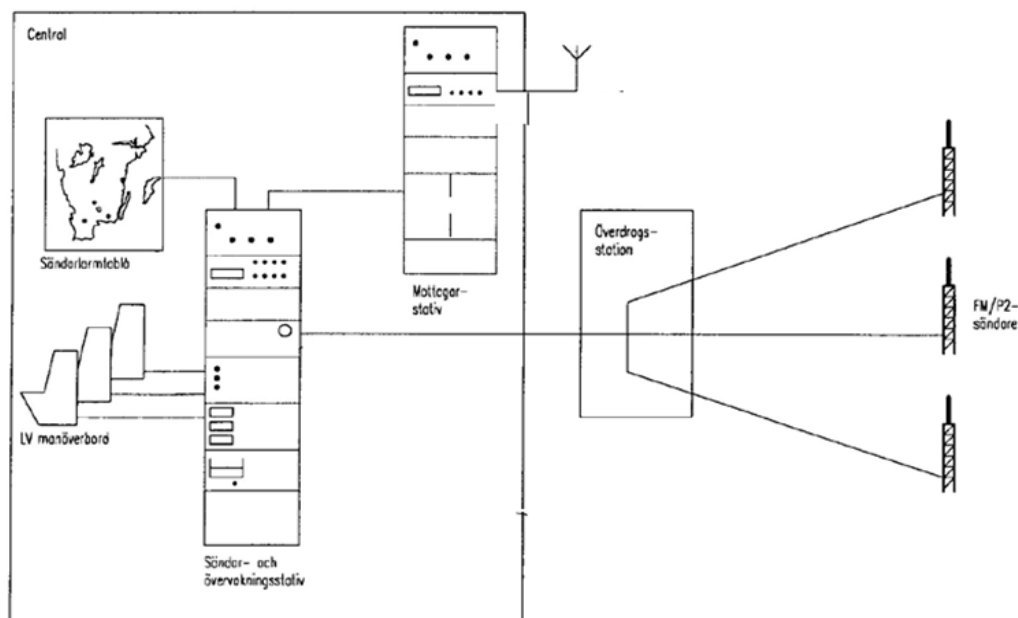 Central
Sändarlarmtablå
Mottagar-
stativ
Överdrags-
station
FM/P2-
sändare
LV manöverbord
Sändar- och
övervakningsstativ